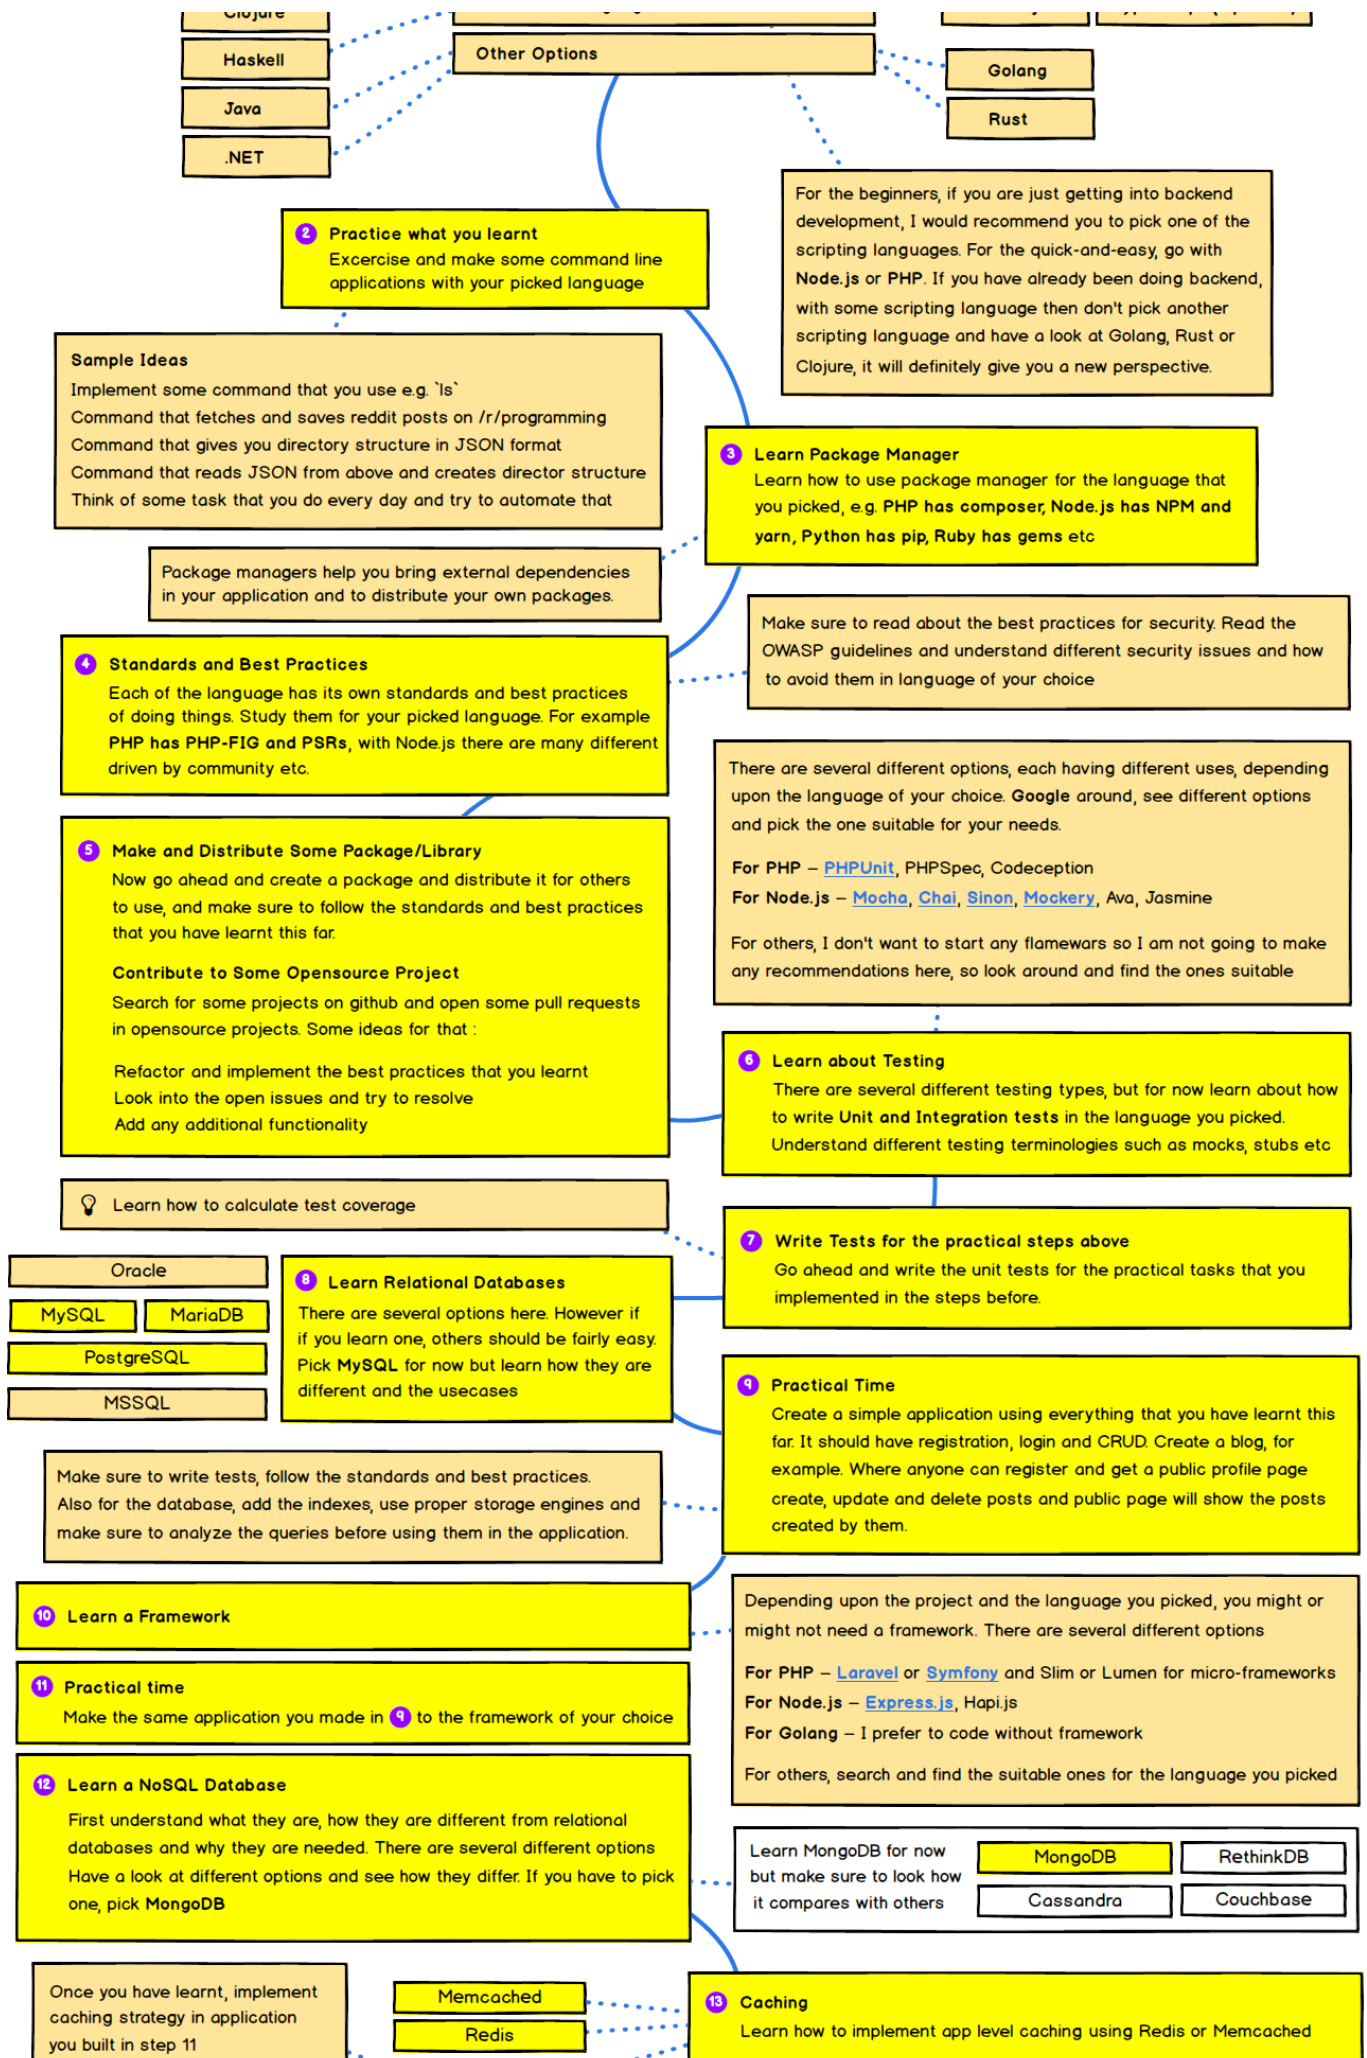 Clojure
Haskell
Java
.NET
Other Options
Golang
Rust
For the beginners, if you are just getting into backend
development, I would recommend you to pick one of the
scripting languages. For the quick-and-easy, go with
Node.js or PHP. If you have already been doing backend,
with some scripting language then don't pick another
scripting language and have a look at Golang, Rust or
Clojure, it will definitely give you a new perspective.
2 Practice what you learnt
Excercise and make some command line
applications with your picked language
Sample Ideas
Implement some command that you use e.g. `ls`
Command that fetches and saves reddit posts on /r/programming
Command that gives you directory structure in JSON format
Command that reads JSON from above and creates director structure
Think of some task that you do every day and try to automate that
3 Learn Package Manager
Learn how to use package manager for the language that
you picked, e.g. PHP has composer, Node.js has NPM and
yarn, Python has pip, Ruby has gems etc
Package managers help you bring external dependencies
in your application and to distribute your own packages.
4 Standards and Best Practices
Each of the language has its own standards and best practices
of doing things. Study them for your picked language. For example
PHP has PHP-FIG and PSRs, with Node.js there are many different
driven by community etc.
Make sure to read about the best practices for security. Read the
OWASP guidelines and understand different security issues and how
to avoid them in language of your choice
There are several different options, each having different uses, depending
upon the language of your choice. Google around, see different options
and pick the one suitable for your needs.
For PHP – PHPUnit, PHPSpec, Codeception
For Node.js – Mocha, Chai, Sinon, Mockery, Ava, Jasmine
For others, I don't want to start any flamewars so I am not going to make
any recommendations here, so look around and find the ones suitable
5 Make and Distribute Some Package/Library
Now go ahead and create a package and distribute it for others
to use, and make sure to follow the standards and best practices
that you have learnt this far.
Contribute to Some Opensource Project
Search for some projects on github and open some pull requests
in opensource projects. Some ideas for that :
Refactor and implement the best practices that you learnt
Look into the open issues and try to resolve
Add any additional functionality
6 Learn about Testing
There are several different testing types, but for now learn about how
to write Unit and Integration tests in the language you picked.
Understand different testing terminologies such as mocks, stubs etc
Learn how to calculate test coverage
7 Write Tests for the practical steps above
Go ahead and write the unit tests for the practical tasks that you
implemented in the steps before.
Oracle
MySQL
MariaDB
PostgreSQL
MSSQL
8 Learn Relational Databases
There are several options here. However if
if you learn one, others should be fairly easy.
Pick MySQL for now but learn how they are
different and the usecases
9 Practical Time
Create a simple application using everything that you have learnt this
far. It should have registration, login and CRUD. Create a blog, for
example. Where anyone can register and get a public profile page
create, update and delete posts and public page will show the posts
created by them.
Make sure to write tests, follow the standards and best practices.
Also for the database, add the indexes, use proper storage engines and
make sure to analyze the queries before using them in the application.
10 Learn a Framework
Depending upon the project and the language you picked, you might or
might not need a framework. There are several different options
For PHP – Laravel or Symfony and Slim or Lumen for micro-frameworks
For Node.js – Express.js, Hapi.js
For Golang – I prefer to code without framework
For others, search and find the suitable ones for the language you picked
11 Practical time
Make the same application you made in 9 to the framework of your choice
12 Learn a NoSQL Database
First understand what they are, how they are different from relational
databases and why they are needed. There are several different options
Have a look at different options and see how they differ. If you have to pick
one, pick MongoDB
Learn MongoDB for now
but make sure to look how
it compares with others
MongoDB
RethinkDB
Cassandra
Couchbase
Once you have learnt, implement
caching strategy in application
you built in step 11
Memcached
Redis
13 Caching
Learn how to implement app level caching using Redis or Memcached